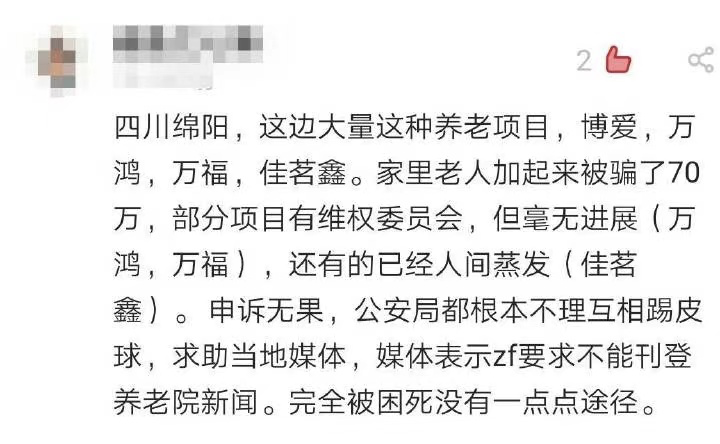 2
四川绵阳，这边大量这种养老项目，博爱，万
鸿，万福，佳茗鑫。家里老人加起来被骗了70
万，部分项目有维权委员会，但毫无进展（万
鸿，万福），还有的已经人间蒸发（佳茗
鑫）。申诉无果，公安局都根本不理互相踢皮
球，求助当地媒体，媒体表示zf要求不能刊登
养老院新闻。完全被困死没有一点点途径。